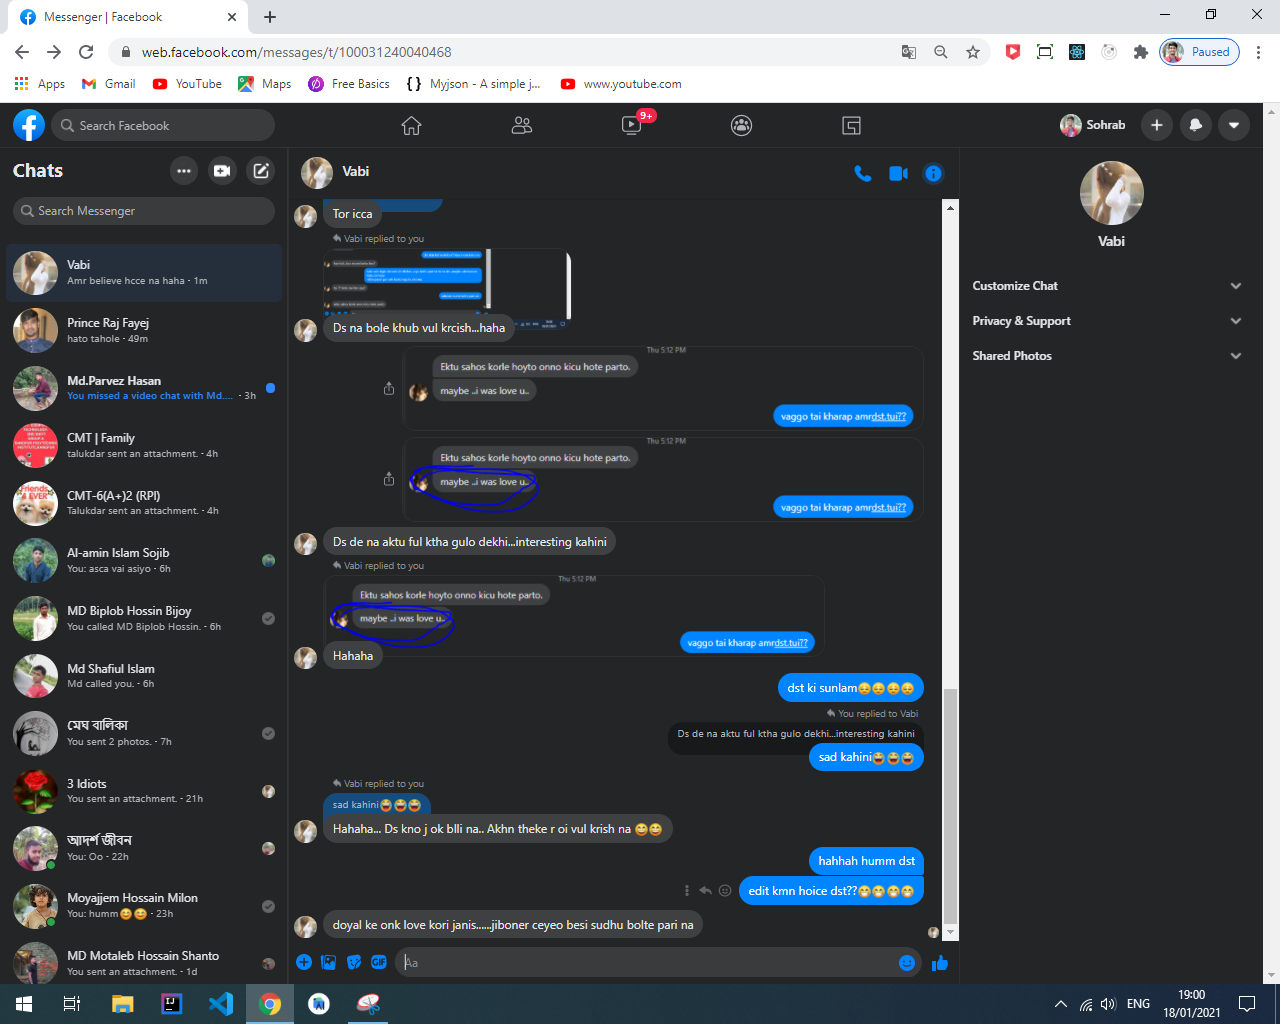 Messenger | Facebook
web.facebook.com/messages/t/100031240040468
Paused
Apps
Gmail
YouTube
Maps
Free Basics
Myjson - A simple j...
www.youtube.com
Search Facebook
9+
Sohrab
Chats
Search Messenger
Vabi
Amr believe hcce na haha · 1m
Prince Raj Fayej
hato tahole · 49m
Md.Parvez Hasan
You missed a video chat with Md.... · 3h
CMT | Family
talukdar sent an attachment. · 4h
CMT-6(A+)2 (RPI)
Talukdar sent an attachment. · 4h
Al-amin Islam Sojib
You: asca vai asiyo · 6h
MD Biplob Hossin Bijoy
You called MD Biplob Hossin. · 6h
Md Shafiul Islam
Md called you. · 6h
মেঘ বালিকা
You sent 2 photos. · 7h
3 Idiots
You sent an attachment. · 21h
আদর্শ জীবন
You: Oo · 22h
Moyajjem Hossain Milon
You: humm😊😊 · 23h
MD Motaleb Hossain Shanto
You sent an attachment. · 1d
Vabi
Tor icca
Vabi replied to you
Ds na bole khub vul krcish...haha
Thu 5:12 PM
Ektu sahos korle hoyto onno kicu hote parto.
maybe ..i was love u..
vaggo tai kharap amrdst.tui??
Thu 5:12 PM
Ektu sahos korle hoyto onno kicu hote parto.
maybe ..i was love u..
vaggo tai kharap amrdst.tui??
Ds de na aktu ful ktha gulo dekhi...interesting kahini
Vabi replied to you
Thu 5:12 PM
Ektu sahos korle hoyto onno kicu hote parto.
maybe ..i was love u..
vaggo tai kharap amrdst.tui??
Hahaha
dst ki sunlam😔😔😔😔
You replied to Vabi
Ds de na aktu ful ktha gulo dekhi...interesting kahini
sad kahini😂😂😂
Vabi replied to you
sad kahini😂😂😂
Hahaha... Ds kno j ok blli na.. Akhn theke r oi vul krish na 😄😄
hahhah humm dst
edit kmn hoice dst??😁😁😁😁
doyal ke onk love kori janis......jiboner ceyeo besi sudhu bolte pari na
GIF
Aa
Vabi
Customize Chat
Privacy & Support
Shared Photos
ENG
19:00
18/01/2021